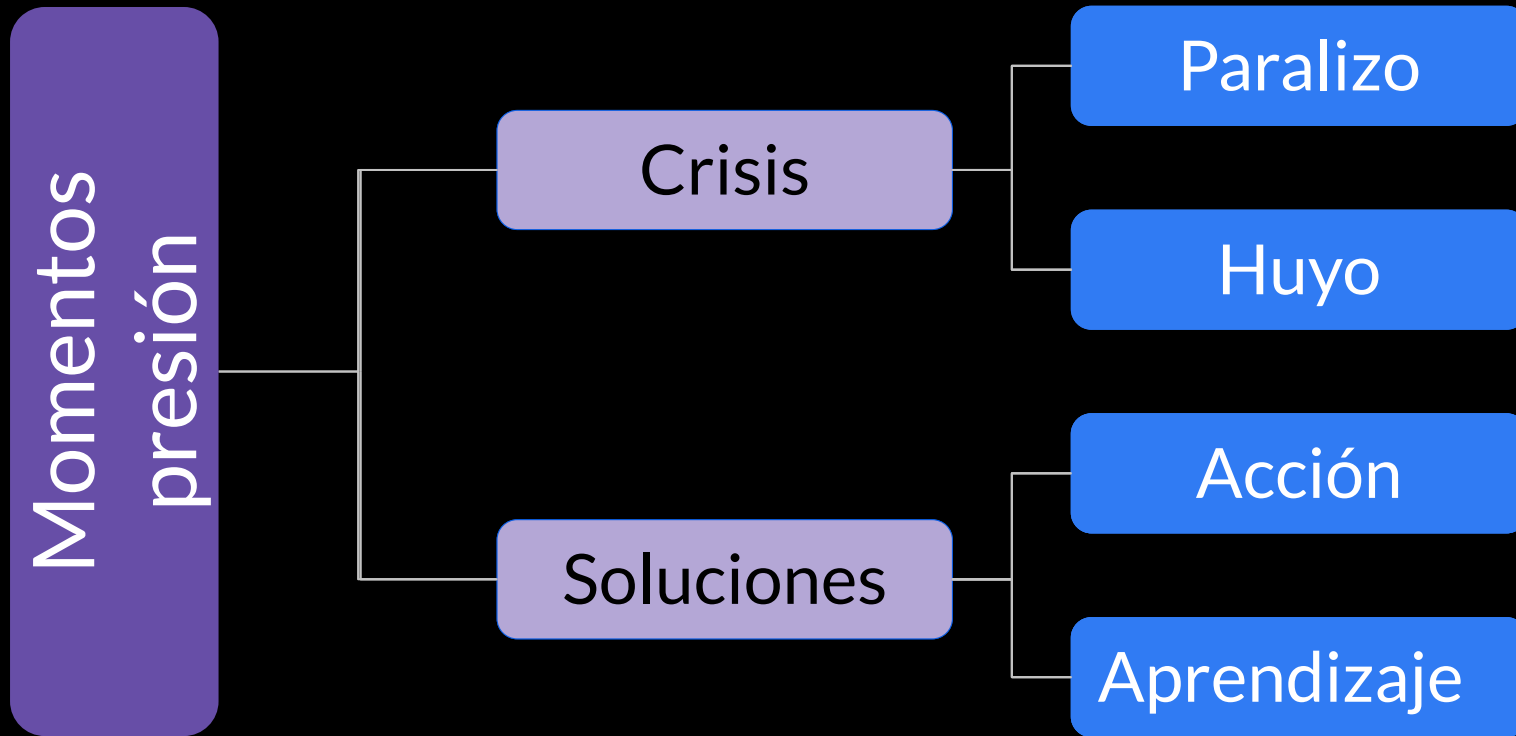 Momentos
presión
Crisis
Soluciones
Paralizo
Huyo
Acción
Aprendizaje